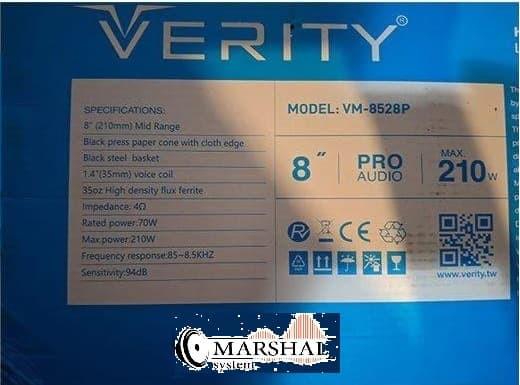 VERITY®
SPECIFICATIONS:
8" (210mm) Mid Range
Black press paper cone with cloth edge
Black steel basket
1.4"(35mm) voice coil
35oz High density flux ferrite
Impedance: 4Ω
Rated power:70W
Max.power:210W
Frequency response:85~8.5KHZ
Sensitivity:94dB
MODEL: VM-8528P
8"
PRO
AUDIO
MAX.
210W
CE
www.verity.tw
MARSHAL
system